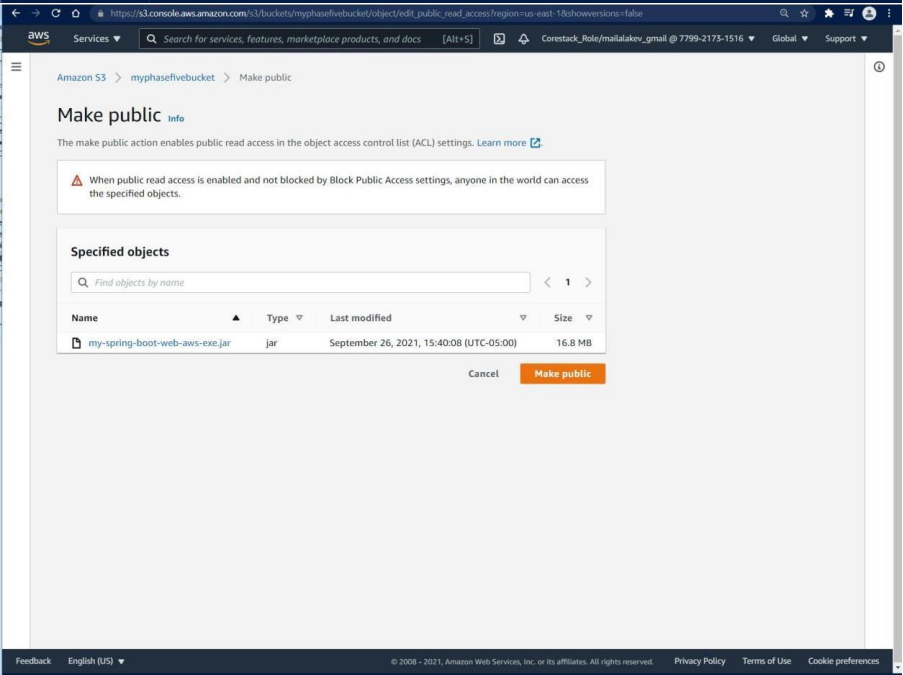 https://s3.console.aws.amazon.com/s3/buckets/myphasefivebucket/object/edit_public_read_access?region=us-east-1&showversions=false
aws Services ▼ Search for services, features, marketplace products, and docs [Alt+S] Corestack_Role/mailalakev_gmail @ 7799-2173-1516 ▼ Global ▼ Support ▼
Amazon S3 > myphasefivebucket > Make public
Make public Info
The make public action enables public read access in the object access control list (ACL) settings. Learn more
When public read access is enabled and not blocked by Block Public Access settings, anyone in the world can access
the specified objects.
Specified objects
Find objects by name < 1 >
Name ▲ Type ▽ Last modified ▽ Size ▽
my-spring-boot-web-aws-exe.jar jar September 26, 2021, 15:40:08 (UTC-05:00) 16.8 MB
Cancel Make public
Feedback English (US) ▼ © 2008 - 2021, Amazon Web Services, Inc. or its affiliates. All rights reserved. Privacy Policy Terms of Use Cookie preferences